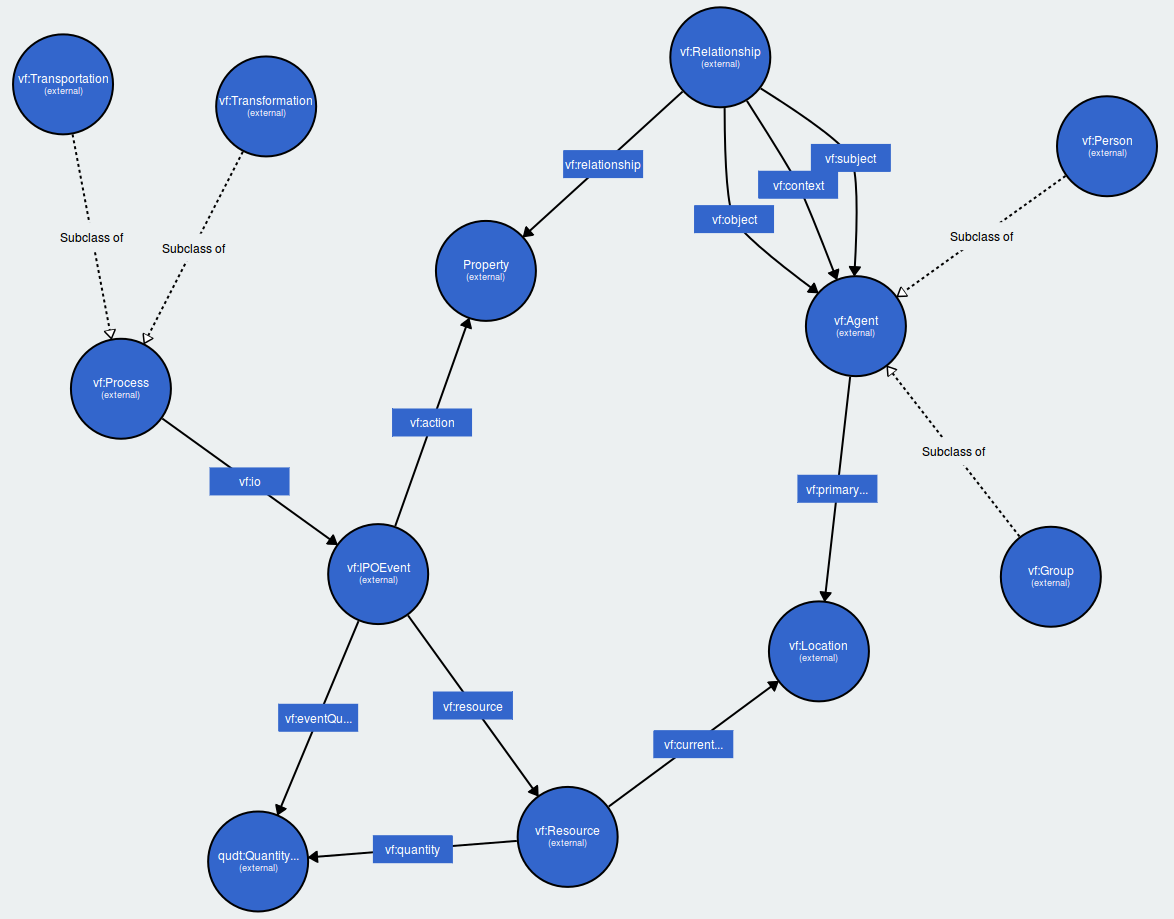 vf:Relationship
(external)
vf:Transportation
(external)
vf:Transformation
(external)
vf:Person
(external)
vf:subject
vf:relationship
vf:context
vf:object
Subclass of
Subclass of
Subclass of
Property
(external)
vf:Agent
(external)
vf:Process
(external)
vf:action
Subclass of
vf:io
vf:primary...
vf:IPOEvent
(external)
vf:Group
(external)
vf:Location
(external)
vf:resource
vf:eventQu...
vf:current...
vf:Resource
(external)
vf:quantity
qudt:Quantity...
(external)